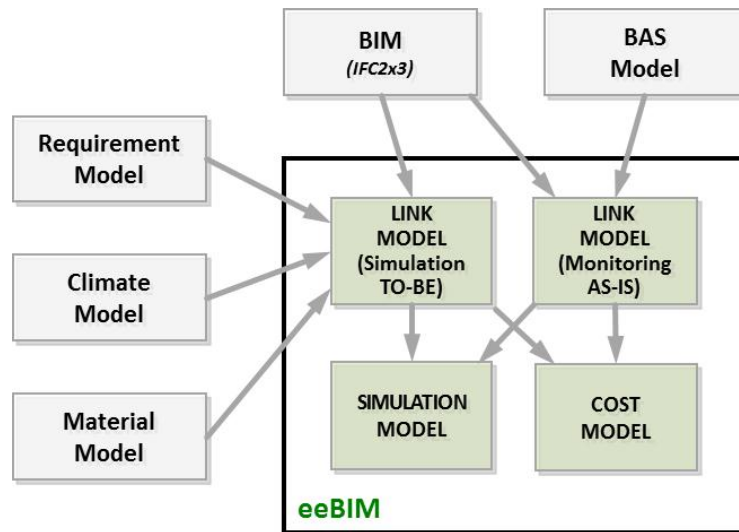 BIM
(IFC2x3)
BAS
Model
Requirement
Model
Climate
Model
Material
Model
LINK
MODEL
(Simulation
TO-BE)
LINK
MODEL
(Monitoring
AS-IS)
SIMULATION
MODEL
COST
MODEL
eeBIM